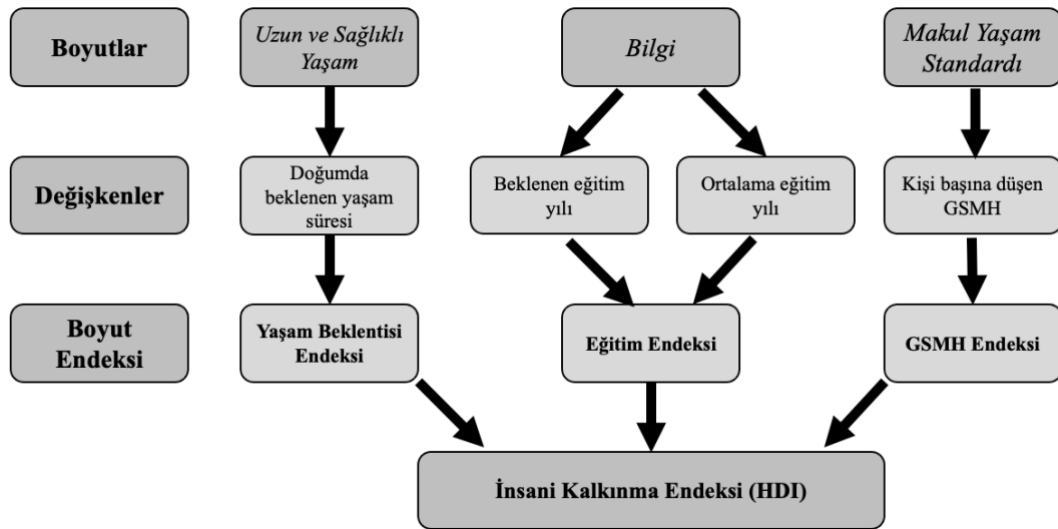 Boyutlar
Uzun ve Sağlıklı
Yaşam
Bilgi
Makul Yaşam
Standardı
Değişkenler
Doğumda
beklenen yaşam
süresi
Beklenen eğitim
yılı
Ortalama eğitim
yılı
Kişi başına düşen
GSMH
Boyut
Endeksi
Yaşam Beklentisi
Endeksi
Eğitim Endeksi
GSMH Endeksi
İnsani Kalkınma Endeksi (HDI)